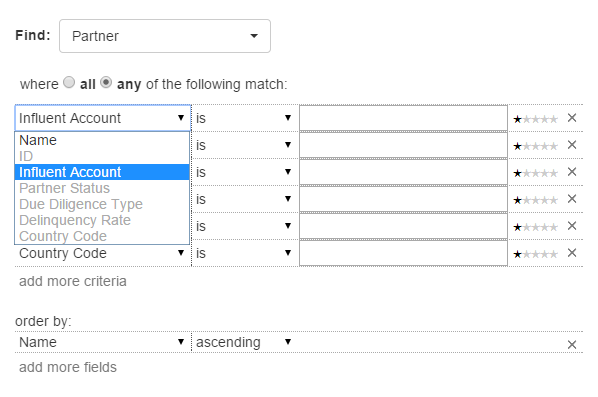 Find: Partner
where all any of the following match:
Influent Account is
Name is
ID
Influent Account is
Partner Status is
Due Diligence Type
Delinquency Rate is
Country Code
Country Code is
add more criteria
order by:
Name ascending
add more fields